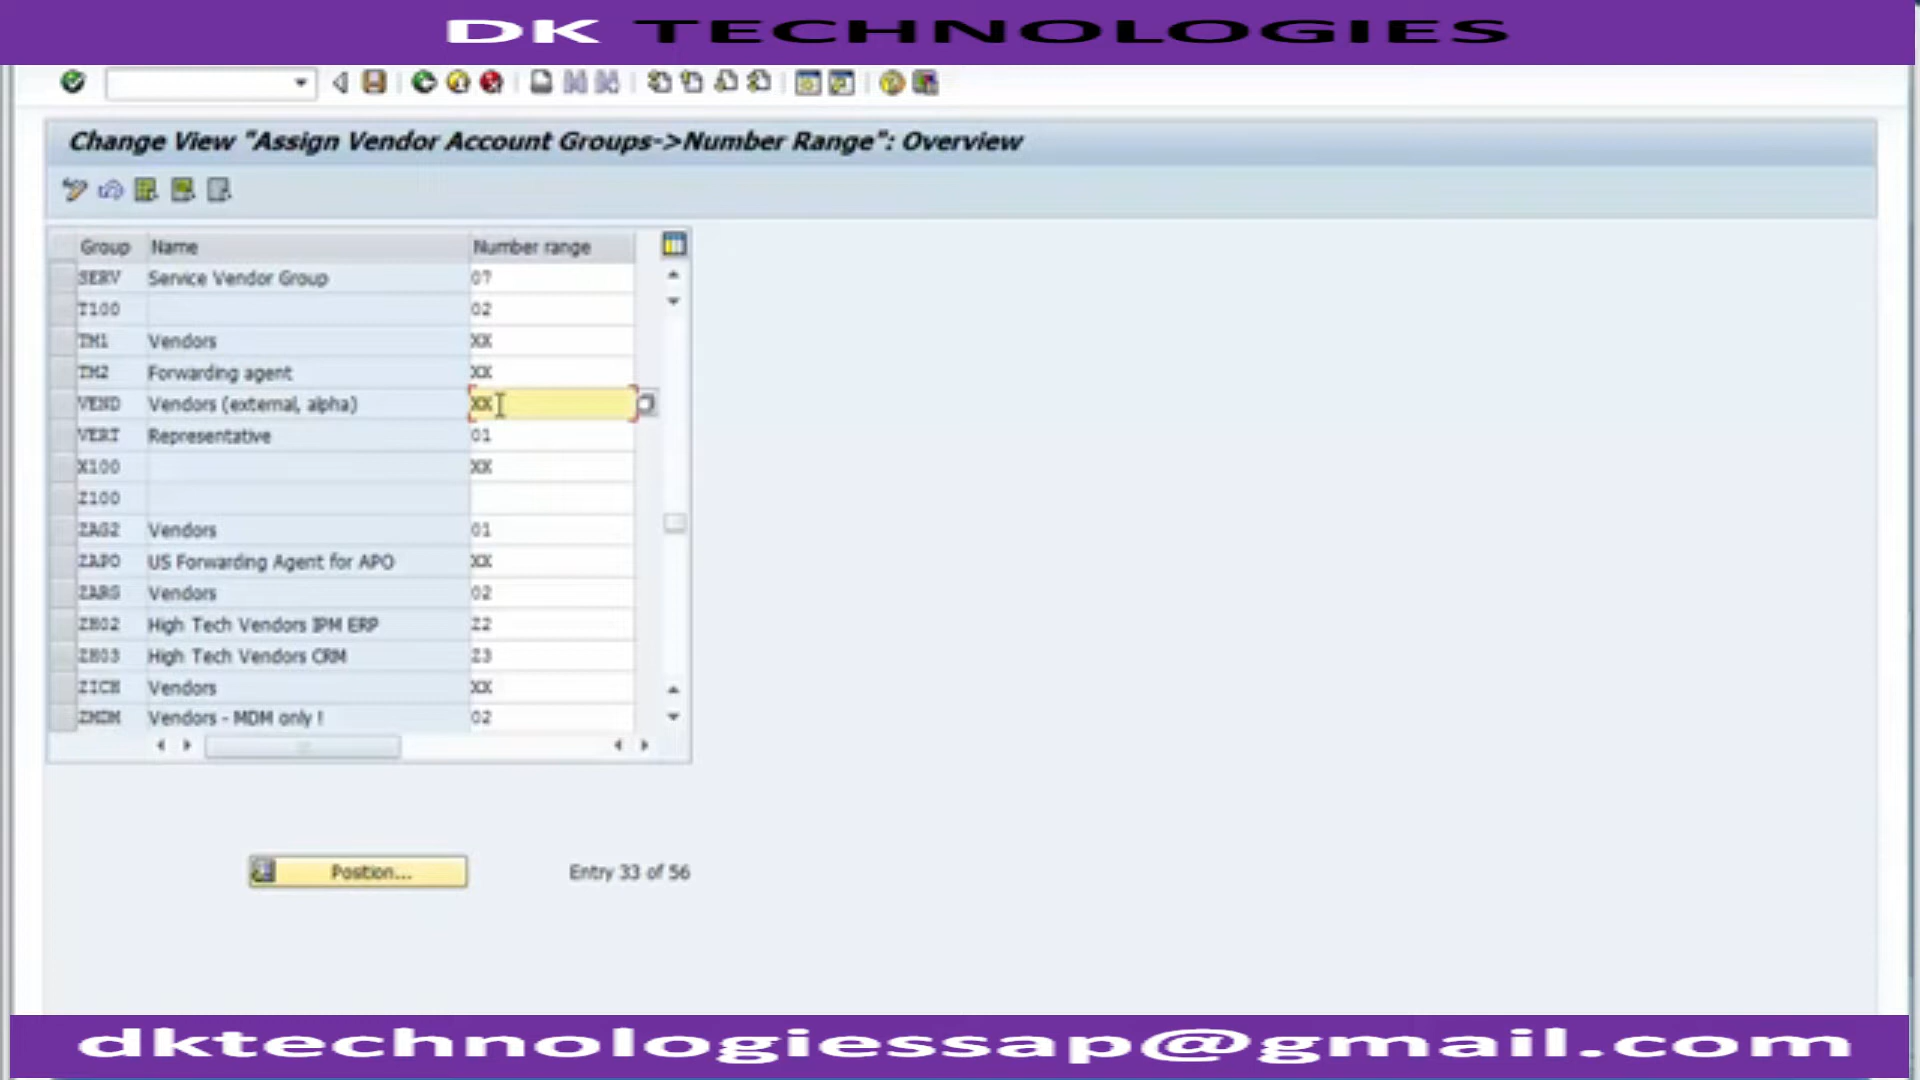 DK TECHNOLOGIES
Change View "Assign Vendor Account Groups->Number Range": Overview
Group Name Number range
SERV Service Vendor Group 07
T100 02
TM1 Vendors XX
TM2 Forwarding agent XX
VEND Vendors (external, alpha) XX
VERT Representative 01
X100 XX
Z100
ZAG2 Vendors 01
ZAPO US Forwarding Agent for APO XX
ZARG Vendors 02
ZH02 High Tech Vendors IPM ERP Z2
ZH03 High Tech Vendors CRM Z3
ZICH Vendors XX
ZMDM Vendors - MDM only ! 02
Position... Entry 33 of 56
dktechnologiessap@gmail.com